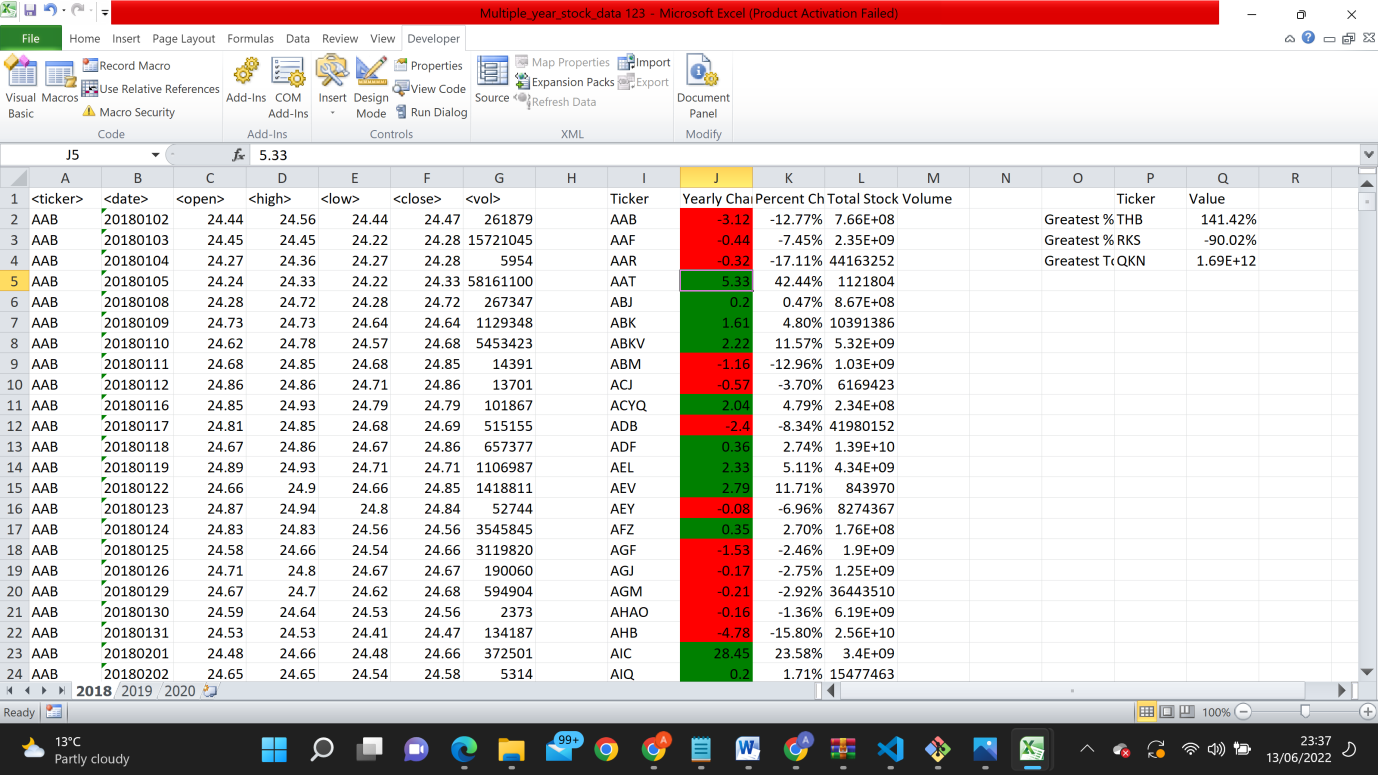 Multiple_year_stock_data 123 - Microsoft Excel (Product Activation Failed)
File Home Insert Page Layout Formulas Data Review View Developer
Visual Basic
Macros
Record Macro
Use Relative References
Macro Security
Code
Add-Ins
COM Add-Ins
Add-Ins
Insert
Design Mode
Properties
View Code
Run Dialog
Controls
Source
Map Properties
Expansion Packs
Refresh Data
Import
Export
XML
Document Panel
Modify
J5 fx 5.33
A B C D E F G H I J K L M N O P Q R
1 <ticker> <date> <open> <high> <low> <close> <vol> Ticker Yearly Cha Percent Ch Total Stock Volume Ticker Value
2 AAB 20180102 24.44 24.56 24.44 24.47 261879 AAB -3.12 -12.77% 7.66E+08 Greatest % THB 141.42%
3 AAB 20180103 24.45 24.45 24.22 24.28 15721045 AAF -0.44 -7.45% 2.35E+09 Greatest % RKS -90.02%
4 AAB 20180104 24.27 24.36 24.27 24.28 5954 AAR -0.32 -17.11% 44163252 Greatest To QKN 1.69E+12
5 AAB 20180105 24.24 24.33 24.22 24.33 58161100 AAT 5.33 42.44% 1121804
6 AAB 20180108 24.28 24.72 24.28 24.72 267347 ABJ 0.2 0.47% 8.67E+08
7 AAB 20180109 24.73 24.73 24.64 24.64 1129348 ABK 1.61 4.80% 10391386
8 AAB 20180110 24.62 24.78 24.57 24.68 5453423 ABKV 2.22 11.57% 5.32E+09
9 AAB 20180111 24.68 24.85 24.68 24.85 14391 ABM -1.16 -12.96% 1.03E+09
10 AAB 20180112 24.86 24.86 24.71 24.86 13701 ACJ -0.57 -3.70% 6169423
11 AAB 20180116 24.85 24.93 24.79 24.79 101867 ACYQ 2.04 4.79% 2.34E+08
12 AAB 20180117 24.81 24.85 24.68 24.69 515155 ADB -2.4 -8.34% 41980152
13 AAB 20180118 24.67 24.86 24.67 24.86 657377 ADF 0.36 2.74% 1.39E+10
14 AAB 20180119 24.89 24.93 24.71 24.71 1106987 AEL 2.33 5.11% 4.34E+09
15 AAB 20180122 24.66 24.9 24.66 24.85 1418811 AEV 2.79 11.71% 843970
16 AAB 20180123 24.87 24.94 24.8 24.84 52744 AEY -0.08 -6.96% 8274367
17 AAB 20180124 24.83 24.83 24.56 24.56 3545845 AFZ 0.35 2.70% 1.76E+08
18 AAB 20180125 24.58 24.66 24.54 24.66 3119820 AGF -1.53 -2.46% 1.9E+09
19 AAB 20180126 24.71 24.8 24.67 24.67 190060 AGJ -0.17 -2.75% 1.25E+09
20 AAB 20180129 24.67 24.7 24.62 24.68 594904 AGM -0.21 -2.92% 36443510
21 AAB 20180130 24.59 24.64 24.53 24.56 2373 AHAO -0.16 -1.36% 6.19E+09
22 AAB 20180131 24.53 24.53 24.41 24.47 134187 AHB -4.78 -15.80% 2.56E+10
23 AAB 20180201 24.48 24.66 24.48 24.66 372501 AIC 28.45 23.58% 3.4E+09
24 AAB 20180202 24.65 24.65 24.54 24.58 5314 AIQ 0.2 1.71% 15477463
2018 2019 2020
Ready 100%
13°C
Partly cloudy
99+
A
A
23:37
13/06/2022